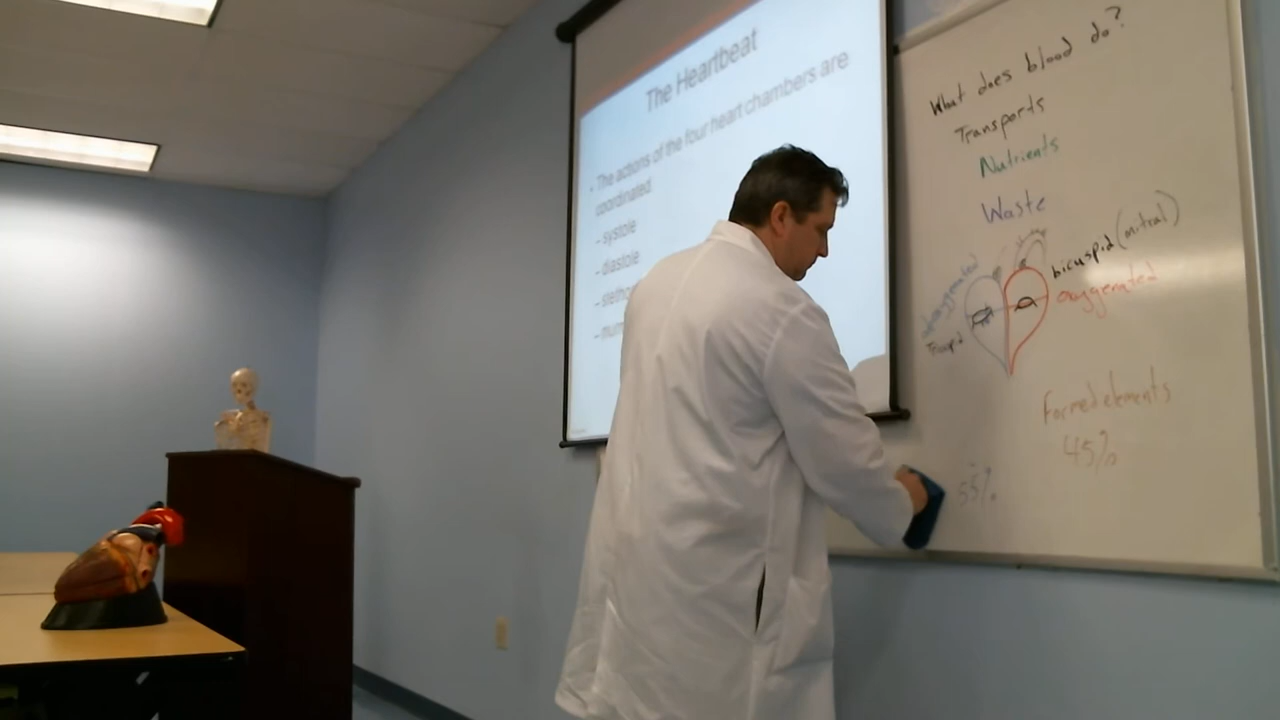 The Heartbeat
- The actions of the four heart chambers are
coordinated
– systole
– diastole
What does blood do?
Transports
Nutrients
Waste
bicuspid (mitral)
oxygenated
Formed elements
45%
55%